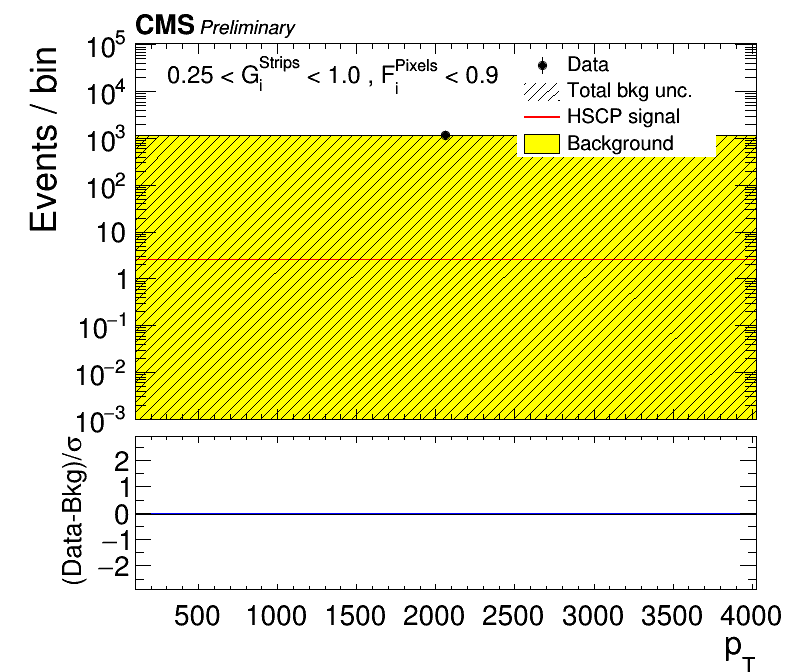 CMS Preliminary
0.25 < G_i^Strips < 1.0 , F_i^Pixels < 0.9
Data
Total bkg unc.
HSCP signal
Background
Events / bin
10^5
10^4
10^3
10^2
10
1
10^−1
10^−2
10^−3
(Data-Bkg)/σ
2
1
0
−1
−2
500 1000 1500 2000 2500 3000 3500 4000
p_T